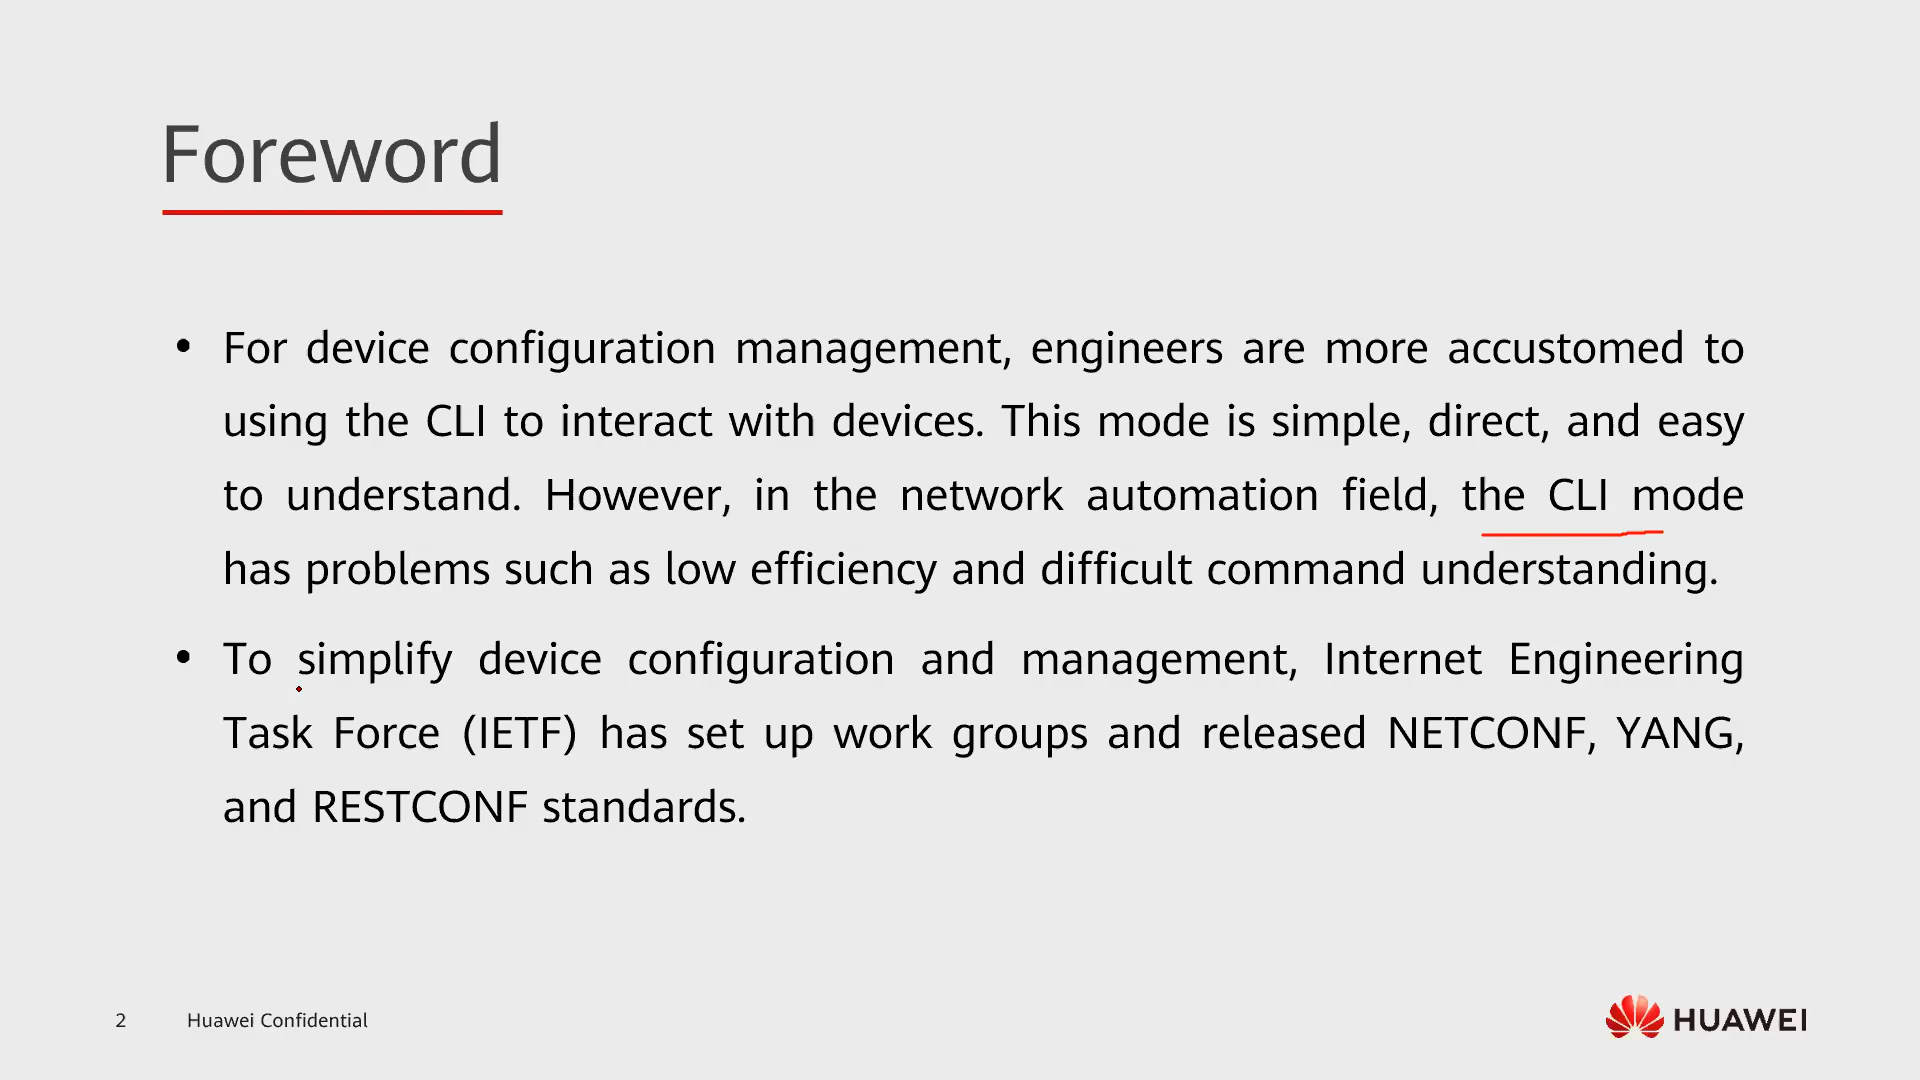 Foreword
• For device configuration management, engineers are more accustomed to
using the CLI to interact with devices. This mode is simple, direct, and easy
to understand. However, in the network automation field, the CLI mode
has problems such as low efficiency and difficult command understanding.
• To simplify device configuration and management, Internet Engineering
Task Force (IETF) has set up work groups and released NETCONF, YANG,
and RESTCONF standards.
2 Huawei Confidential
HUAWEI